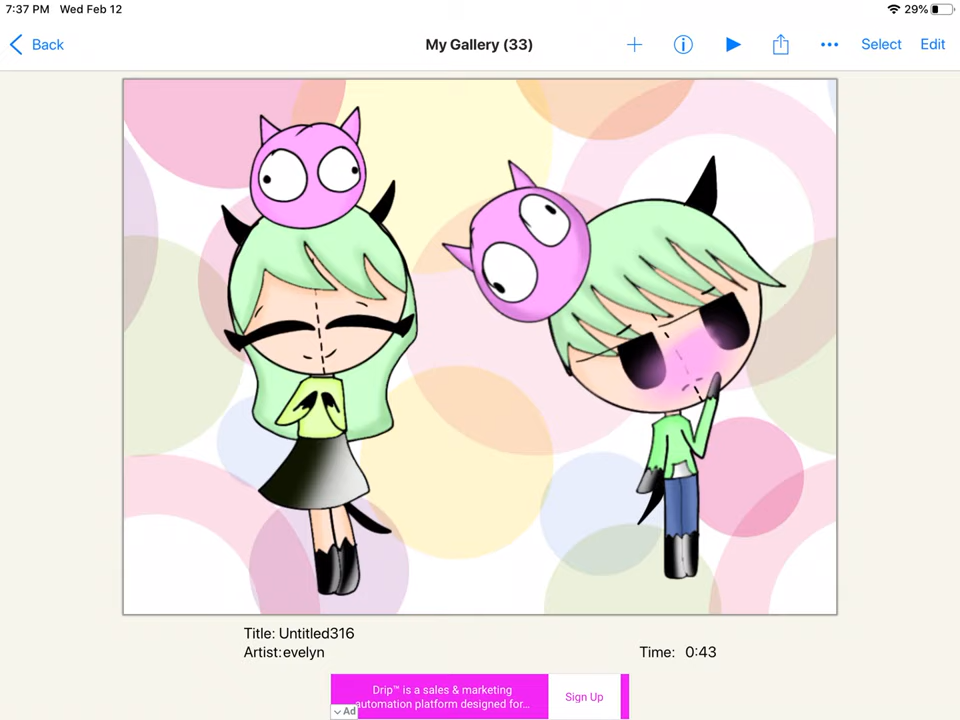 7:37 PM Wed Feb 12
29%
Back
My Gallery (33)
Select
Edit
Title: Untitled316
Artist:evelyn
Time: 0:43
Drip™ is a sales & marketing
automation platform designed for...
Ad
Sign Up